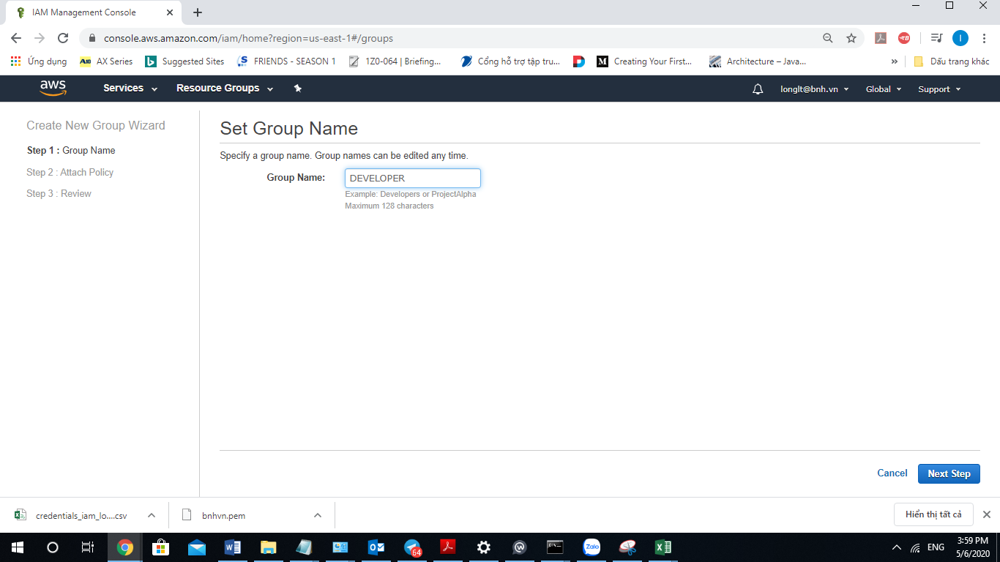 IAM Management Console
console.aws.amazon.com/iam/home?region=us-east-1#/groups
I
Ứng dụng
A10
AX Series
Suggested Sites
FRIENDS - SEASON 1
1Z0-064 | Briefing...
Cổng hỗ trợ tập tru...
Creating Your First...
Architecture – Java...
»
Dấu trang khác
aws
Services
Resource Groups
longlt@bnh.vn
Global
Support
Create New Group Wizard
Step 1 : Group Name
Step 2 : Attach Policy
Step 3 : Review
Set Group Name
Specify a group name. Group names can be edited any time.
Group Name:
DEVELOPER
Example: Developers or ProjectAlpha
Maximum 128 characters
Cancel
Next Step
credentials_iam_lo....csv
bnhvn.pem
Hiển thị tất cả
64
Zalo
ENG
3:59 PM
5/6/2020